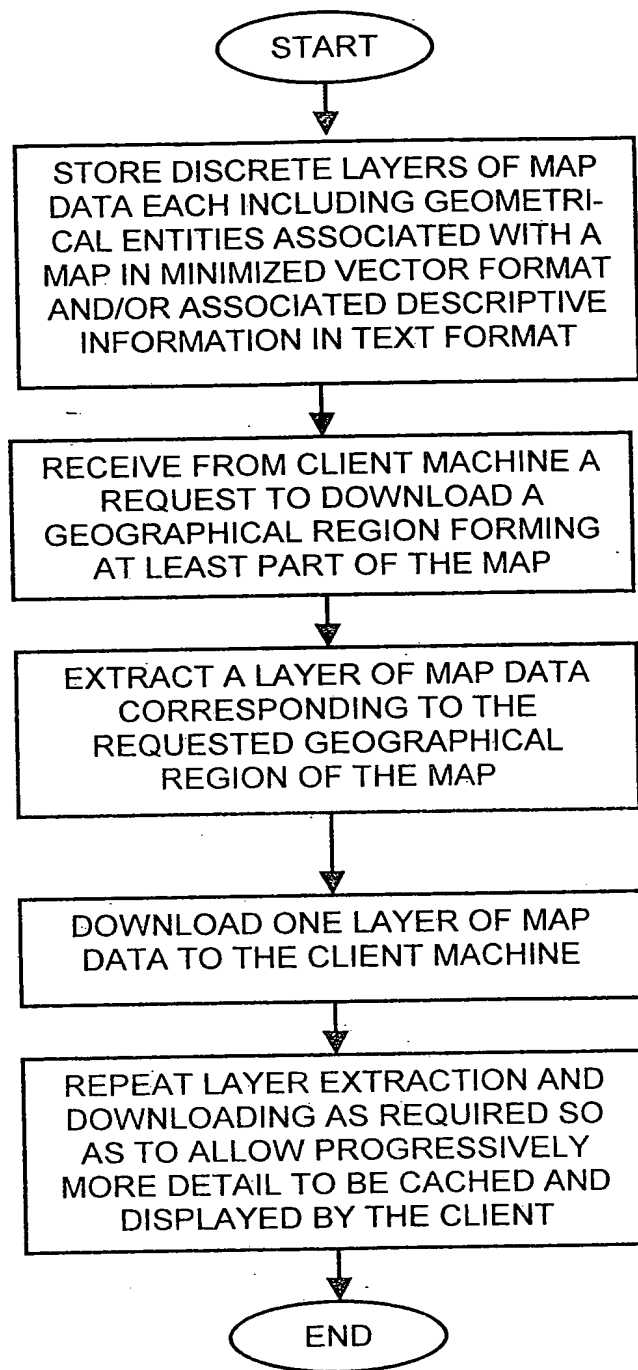 START
STORE DISCRETE LAYERS OF MAP
DATA EACH INCLUDING GEOMETRI-
CAL ENTITIES ASSOCIATED WITH A
MAP IN MINIMIZED VECTOR FORMAT
AND/OR ASSOCIATED DESCRIPTIVE
INFORMATION IN TEXT FORMAT
RECEIVE FROM CLIENT MACHINE A
REQUEST TO DOWNLOAD A
GEOGRAPHICAL REGION FORMING
AT LEAST PART OF THE MAP
EXTRACT A LAYER OF MAP DATA
CORRESPONDING TO THE
REQUESTED GEOGRAPHICAL
REGION OF THE MAP
DOWNLOAD ONE LAYER OF MAP
DATA TO THE CLIENT MACHINE
REPEAT LAYER EXTRACTION AND
DOWNLOADING AS REQUIRED SO
AS TO ALLOW PROGRESSIVELY
MORE DETAIL TO BE CACHED AND
DISPLAYED BY THE CLIENT
END